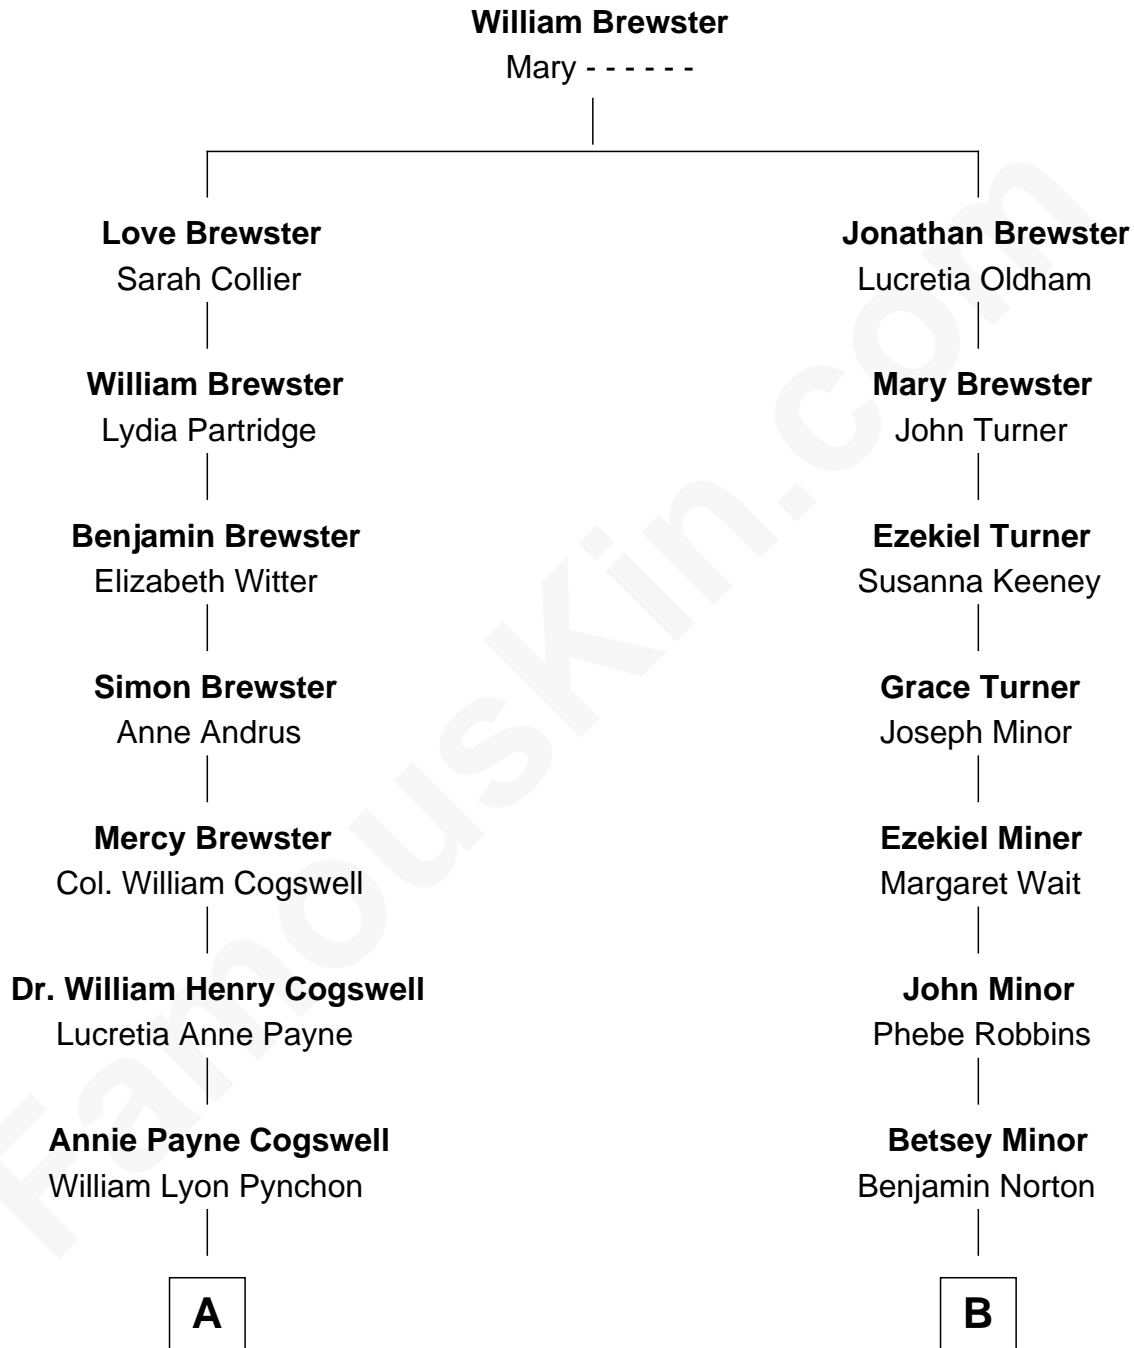 William Brewster
Mary - - - - - -
Love Brewster
Sarah Collier
William Brewster
Lydia Partridge
Benjamin Brewster
Elizabeth Witter
Simon Brewster
Anne Andrus
Mercy Brewster
Col. William Cogswell
Dr. William Henry Cogswell
Lucretia Anne Payne
Annie Payne Cogswell
William Lyon Pynchon
A
Jonathan Brewster
Lucretia Oldham
Mary Brewster
John Turner
Ezekiel Turner
Susanna Keeney
Grace Turner
Joseph Minor
Ezekiel Miner
Margaret Wait
John Minor
Phebe Robbins
Betsey Minor
Benjamin Norton
B
FamousKin.com